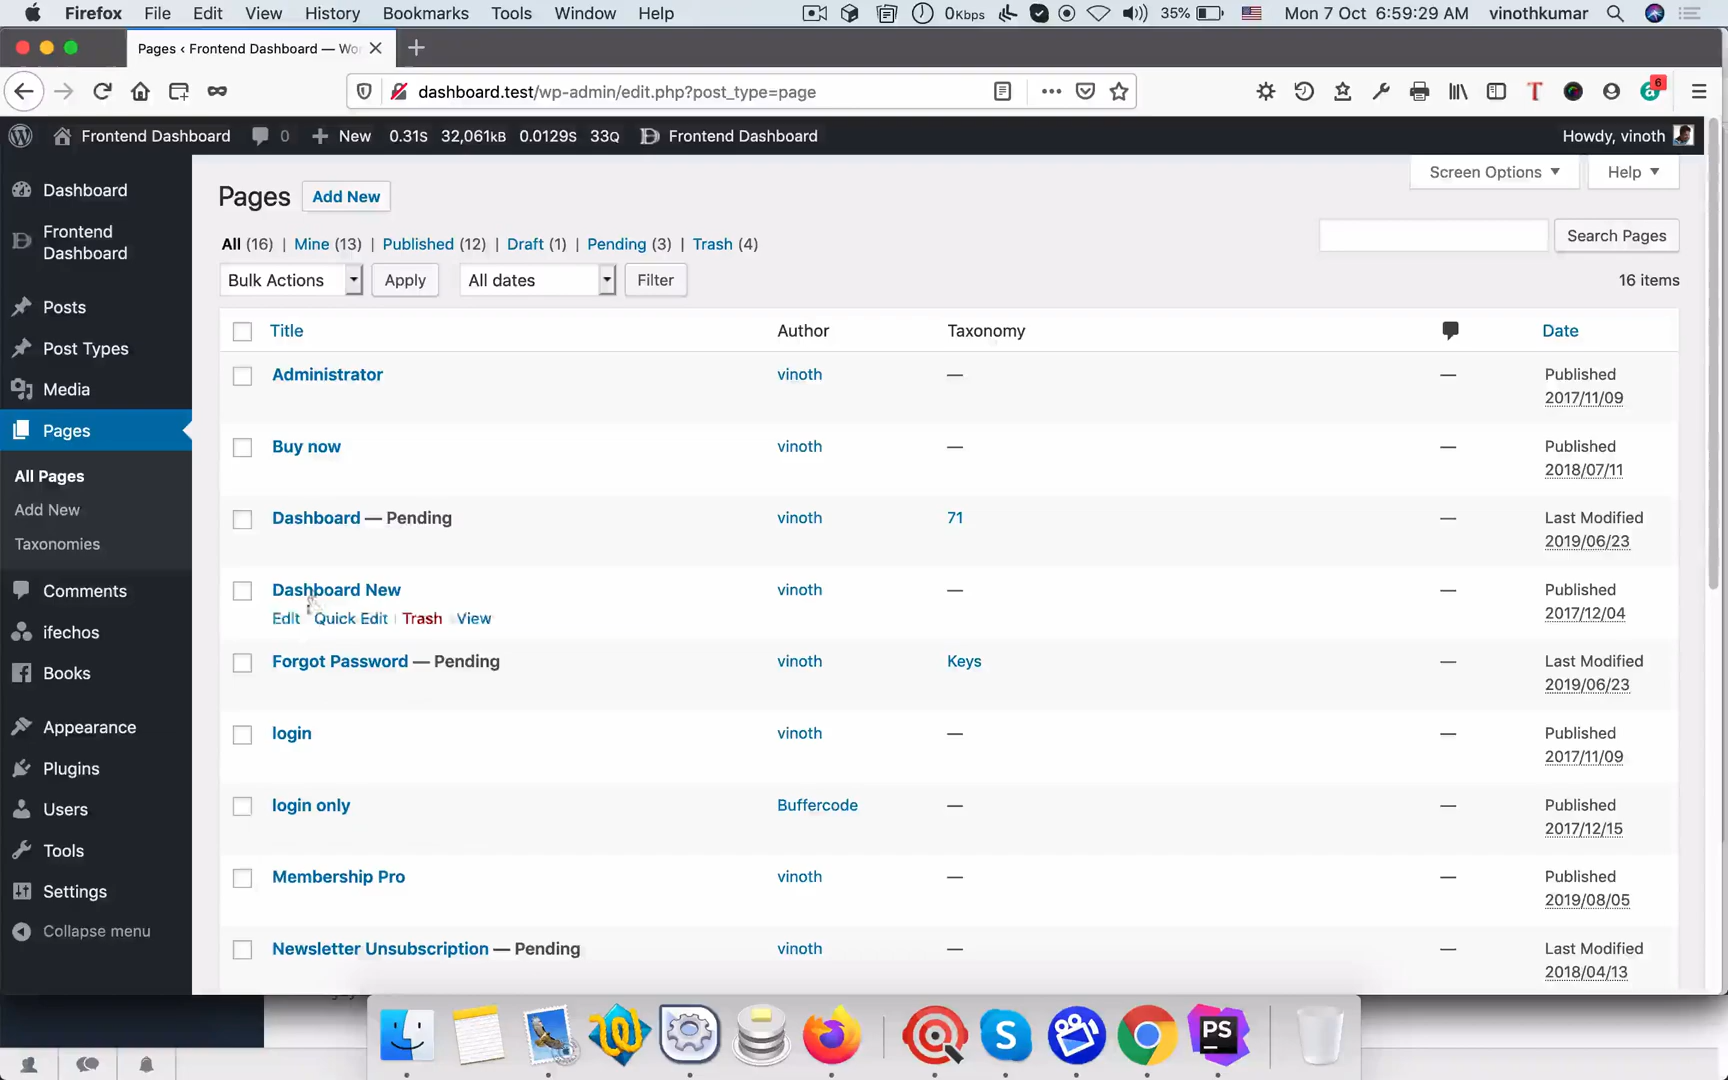 Firefox File Edit View History Bookmarks Tools Window Help 0Kbps 35% Mon 7 Oct 6:59:29 AM vinothkumar
Pages ‹ Frontend Dashboard — Wo
dashboard.test/wp-admin/edit.php?post_type=page 6
Frontend Dashboard 0 New 0.31S 32,061kB 0.0129S 33Q Frontend Dashboard Howdy, vinoth
Screen Options Help
Dashboard
Frontend
Dashboard
Posts
Post Types
Media
Pages
All Pages
Add New
Taxonomies
Comments
ifechos
Books
Appearance
Plugins
Users
Tools
Settings
Collapse menu
Pages Add New
All (16) | Mine (13) | Published (12) | Draft (1) | Pending (3) | Trash (4)
Search Pages
Bulk Actions Apply All dates Filter 16 items
Title Author Taxonomy Date
Administrator vinoth — — Published
2017/11/09
Buy now vinoth — — Published
2018/07/11
Dashboard — Pending vinoth 71 — Last Modified
2019/06/23
Dashboard New vinoth — — Published
Edit Quick Edit | Trash View 2017/12/04
Forgot Password — Pending vinoth Keys — Last Modified
2019/06/23
login vinoth — — Published
2017/11/09
login only Buffercode — — Published
2017/12/15
Membership Pro vinoth — — Published
2019/08/05
Newsletter Unsubscription — Pending vinoth — — Last Modified
2018/04/13
PS